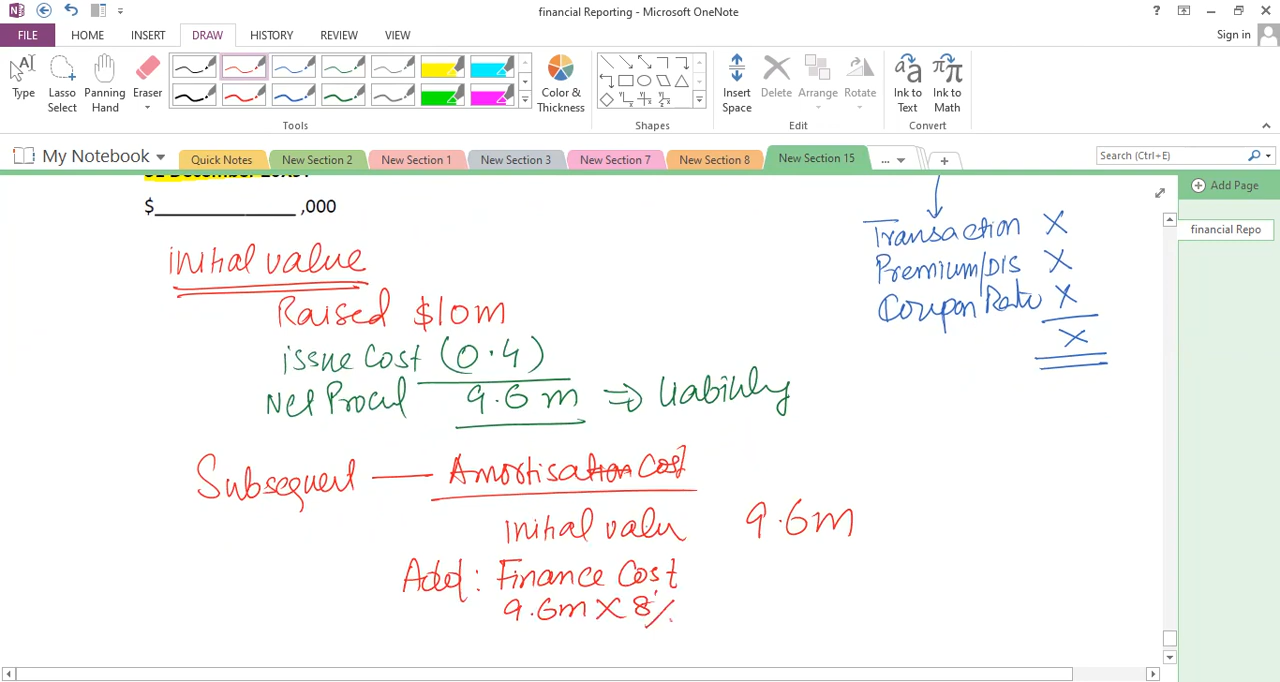 financial Reporting - Microsoft OneNote
FILE HOME INSERT DRAW HISTORY REVIEW VIEW
Sign in
Type
Lasso Select
Panning Hand
Eraser
Color & Thickness
Insert Space
Delete
Arrange
Rotate
Ink to Text
Ink to Math
Tools
Shapes
Edit
Convert
My Notebook
Quick Notes
New Section 2
New Section 1
New Section 3
New Section 7
New Section 8
New Section 15
...
Search (Ctrl+E)
Add Page
financial Repo
$______________ ,000
initial value
Raised $10m
issue Cost (0.4)
Net Procid 9.6 m ⇒ Liability
Subsequent — Amortisation Cost
initial valu 9.6m
Add: Finance Cost
9.6m X 8%
Transaction X
Premium/Dis X
Coupon Rate X
X